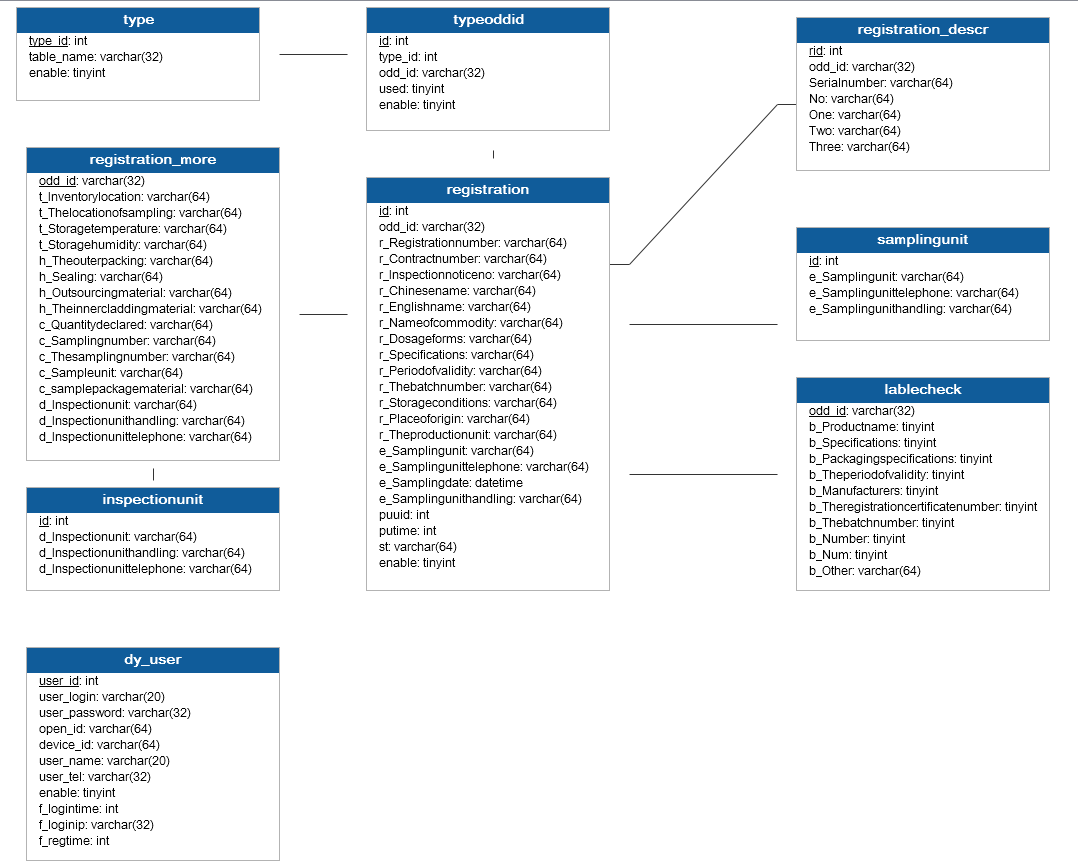 type
type_id: int
table_name: varchar(32)
enable: tinyint
typeoddid
id: int
type_id: int
odd_id: varchar(32)
used: tinyint
enable: tinyint
registration_descr
rid: int
odd_id: varchar(32)
Serialnumber: varchar(64)
No: varchar(64)
One: varchar(64)
Two: varchar(64)
Three: varchar(64)
registration_more
odd_id: varchar(32)
t_Inventorylocation: varchar(64)
t_Thelocationofsampling: varchar(64)
t_Storagetemperature: varchar(64)
t_Storagehumidity: varchar(64)
h_Theouterpacking: varchar(64)
h_Sealing: varchar(64)
h_Outsourcingmaterial: varchar(64)
h_Theinnercladdingmaterial: varchar(64)
c_Quantitydeclared: varchar(64)
c_Samplingnumber: varchar(64)
c_Thesamplingnumber: varchar(64)
c_Sampleunit: varchar(64)
c_samplepackagematerial: varchar(64)
d_Inspectionunit: varchar(64)
d_Inspectionunithandling: varchar(64)
d_Inspectionunittelephone: varchar(64)
registration
id: int
odd_id: varchar(32)
r_Registrationnumber: varchar(64)
r_Contractnumber: varchar(64)
r_Inspectionnoticeno: varchar(64)
r_Chinesename: varchar(64)
r_Englishname: varchar(64)
r_Nameofcommodity: varchar(64)
r_Dosageforms: varchar(64)
r_Specifications: varchar(64)
r_Periodofvalidity: varchar(64)
r_Thebatchnumber: varchar(64)
r_Storageconditions: varchar(64)
r_Placeoforigin: varchar(64)
r_Theproductionunit: varchar(64)
e_Samplingunit: varchar(64)
e_Samplingunittelephone: varchar(64)
e_Samplingdate: datetime
e_Samplingunithandling: varchar(64)
puuid: int
putime: int
st: varchar(64)
enable: tinyint
samplingunit
id: int
e_Samplingunit: varchar(64)
e_Samplingunittelephone: varchar(64)
e_Samplingunithandling: varchar(64)
lablecheck
odd_id: varchar(32)
b_Productname: tinyint
b_Specifications: tinyint
b_Packagingspecifications: tinyint
b_Theperiodofvalidity: tinyint
b_Manufacturers: tinyint
b_Theregistrationcertificatenumber: tinyint
b_Thebatchnumber: tinyint
b_Number: tinyint
b_Num: tinyint
b_Other: varchar(64)
inspectionunit
id: int
d_Inspectionunit: varchar(64)
d_Inspectionunithandling: varchar(64)
d_Inspectionunittelephone: varchar(64)
dy_user
user_id: int
user_login: varchar(20)
user_password: varchar(32)
open_id: varchar(64)
device_id: varchar(64)
user_name: varchar(20)
user_tel: varchar(32)
enable: tinyint
f_logintime: int
f_loginip: varchar(32)
f_regtime: int